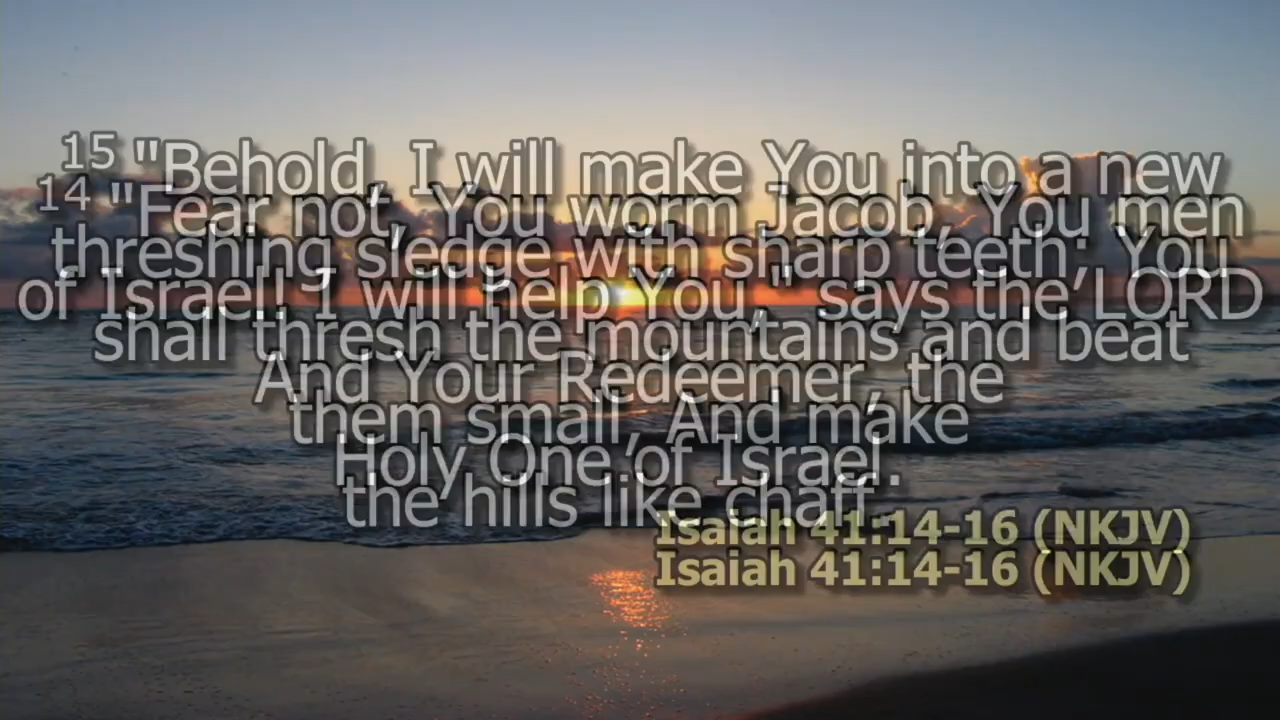 15 "Behold, I will make You into a new
14 "Fear not, You worm Jacob, You men
threshing sledge with sharp teeth; You
of Israel! I will help You," says the LORD
shall thresh the mountains and beat
And Your Redeemer, the
them small, And make
Holy One of Israel.
the hills like chaff.
Isaiah 41:14-16 (NKJV)
Isaiah 41:14-16 (NKJV)